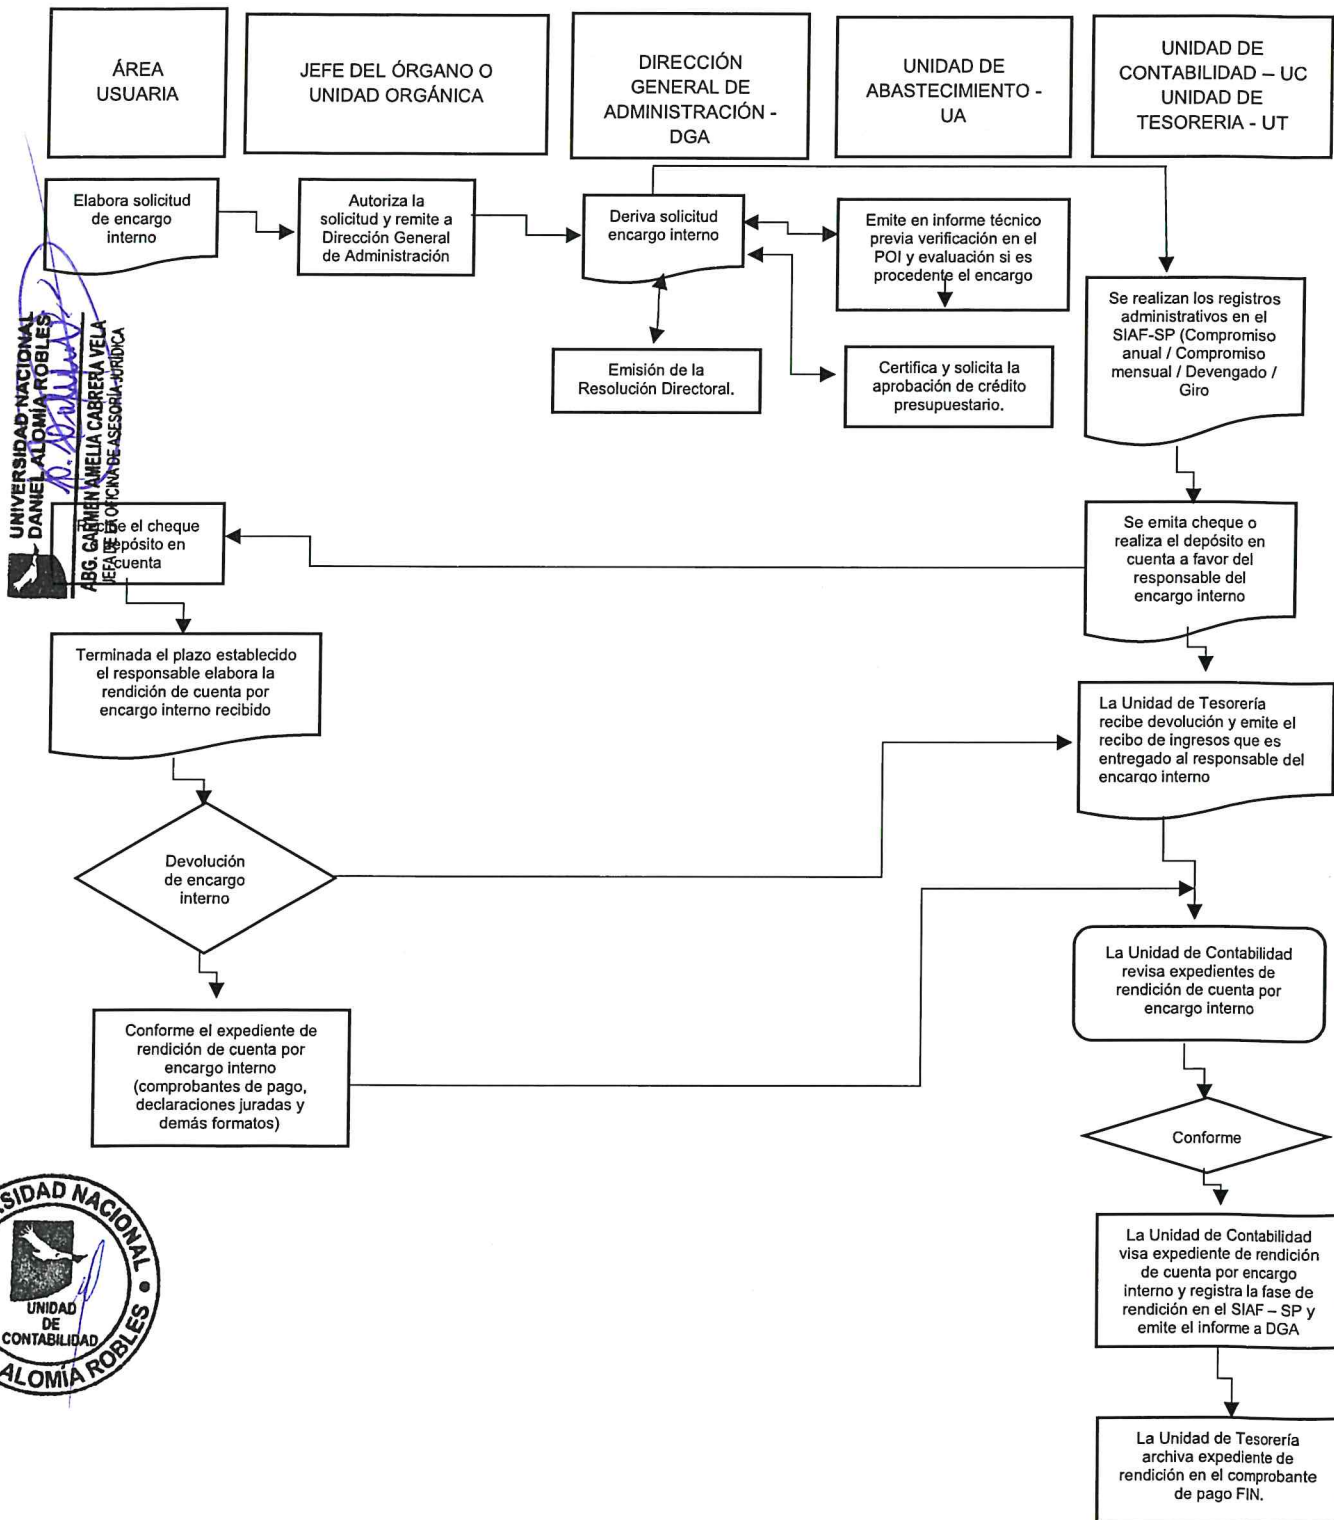 ÁREA
USUARIA
JEFE DEL ÓRGANO O
UNIDAD ORGÁNICA
DIRECCIÓN
GENERAL DE
ADMINISTRACIÓN -
DGA
UNIDAD DE
ABASTECIMIENTO -
UA
UNIDAD DE
CONTABILIDAD – UC
UNIDAD DE
TESORERIA - UT
Elabora solicitud
de encargo
interno
Autoriza la
solicitud y remite a
Dirección General
de Administración
Deriva solicitud
encargo interno
Emite en informe técnico
previa verificación en el
POI y evaluación si es
procedente el encargo
Se realizan los registros
administrativos en el
SIAF-SP (Compromiso
anual / Compromiso
mensual / Devengado /
Giro
Emisión de la
Resolución Directoral.
Certifica y solicita la
aprobación de crédito
presupuestario.
UNIVERSIDAD NACIONAL
DANIEL ALOMÍA ROBLES
ABG. CARMEN AMELIA CABRERA VELA
JEFA DE LA OFICINA DE ASESORÍA JURÍDICA
el cheque
depósito en
cuenta
Se emita cheque o
realiza el depósito en
cuenta a favor del
responsable del
encargo interno
Terminada el plazo establecido
el responsable elabora la
rendición de cuenta por
encargo interno recibido
La Unidad de Tesorería
recibe devolución y emite el
recibo de ingresos que es
entregado al responsable del
encargo interno
Devolución
de encargo
interno
La Unidad de Contabilidad
revisa expedientes de
rendición de cuenta por
encargo interno
Conforme el expediente de
rendición de cuenta por
encargo interno
(comprobantes de pago,
declaraciones juradas y
demás formatos)
Conforme
La Unidad de Contabilidad
visa expediente de rendición
de cuenta por encargo
interno y registra la fase de
rendición en el SIAF – SP y
emite el informe a DGA
La Unidad de Tesorería
archiva expediente de
rendición en el comprobante
de pago FIN.
SIDAD NACIONAL •
UNIDAD
DE
CONTABILIDAD
ALOMÍA ROBLES